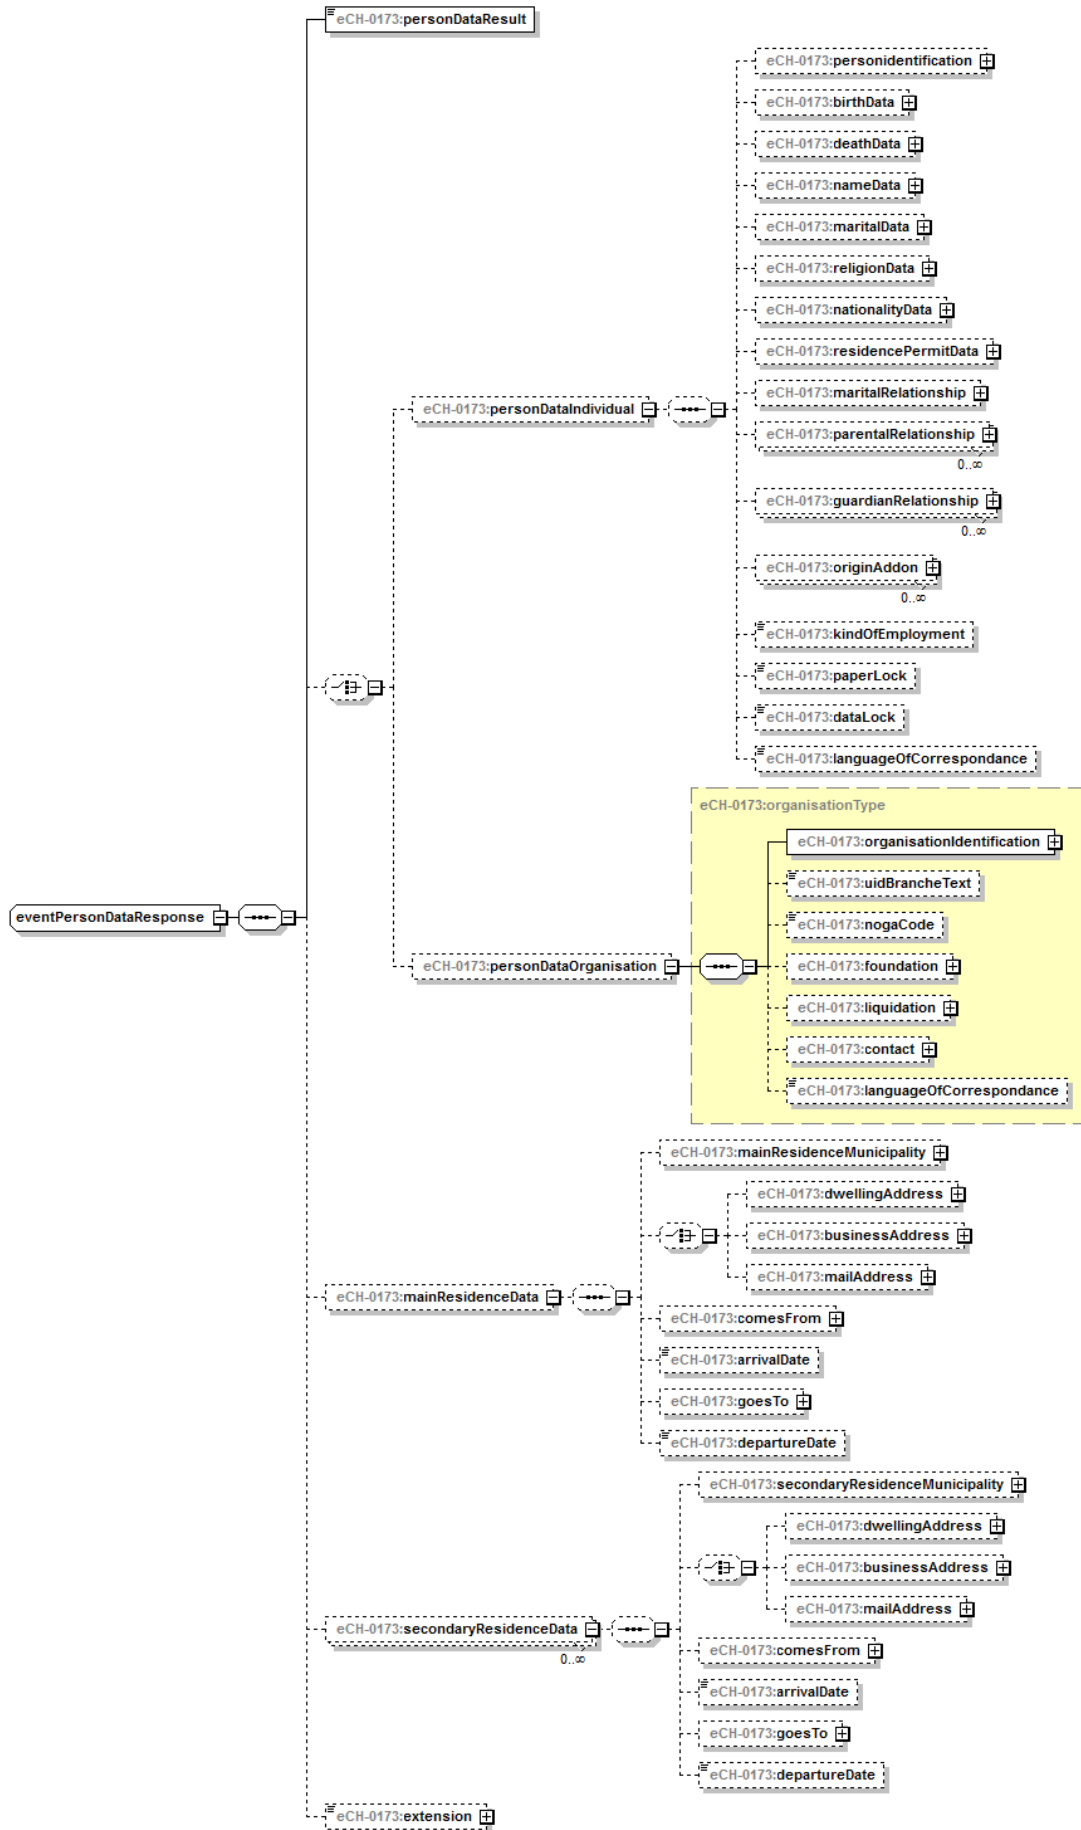 eCH-0173:personDataResult
eCH-0173:personidentification
eCH-0173:birthData
eCH-0173:deathData
eCH-0173:nameData
eCH-0173:maritalData
eCH-0173:religionData
eCH-0173:nationalityData
eCH-0173:residencePermitData
eCH-0173:personDataIndividual
eCH-0173:maritalRelationship
eCH-0173:parentalRelationship
0..∞
eCH-0173:guardianRelationship
0..∞
eCH-0173:originAddon
0..∞
eCH-0173:kindOfEmployment
eCH-0173:paperLock
eCH-0173:dataLock
eCH-0173:languageOfCorrespondance
eCH-0173:organisationType
eCH-0173:organisationIdentification
eCH-0173:uidBrancheText
eventPersonDataResponse
eCH-0173:nogaCode
eCH-0173:personDataOrganisation
eCH-0173:foundation
eCH-0173:liquidation
eCH-0173:contact
eCH-0173:languageOfCorrespondance
eCH-0173:mainResidenceMunicipality
eCH-0173:dwellingAddress
eCH-0173:businessAddress
eCH-0173:mailAddress
eCH-0173:mainResidenceData
eCH-0173:comesFrom
eCH-0173:arrivalDate
eCH-0173:goesTo
eCH-0173:departureDate
eCH-0173:secondaryResidenceMunicipality
eCH-0173:dwellingAddress
eCH-0173:businessAddress
eCH-0173:mailAddress
eCH-0173:secondaryResidenceData
0..∞
eCH-0173:comesFrom
eCH-0173:arrivalDate
eCH-0173:goesTo
eCH-0173:departureDate
eCH-0173:extension